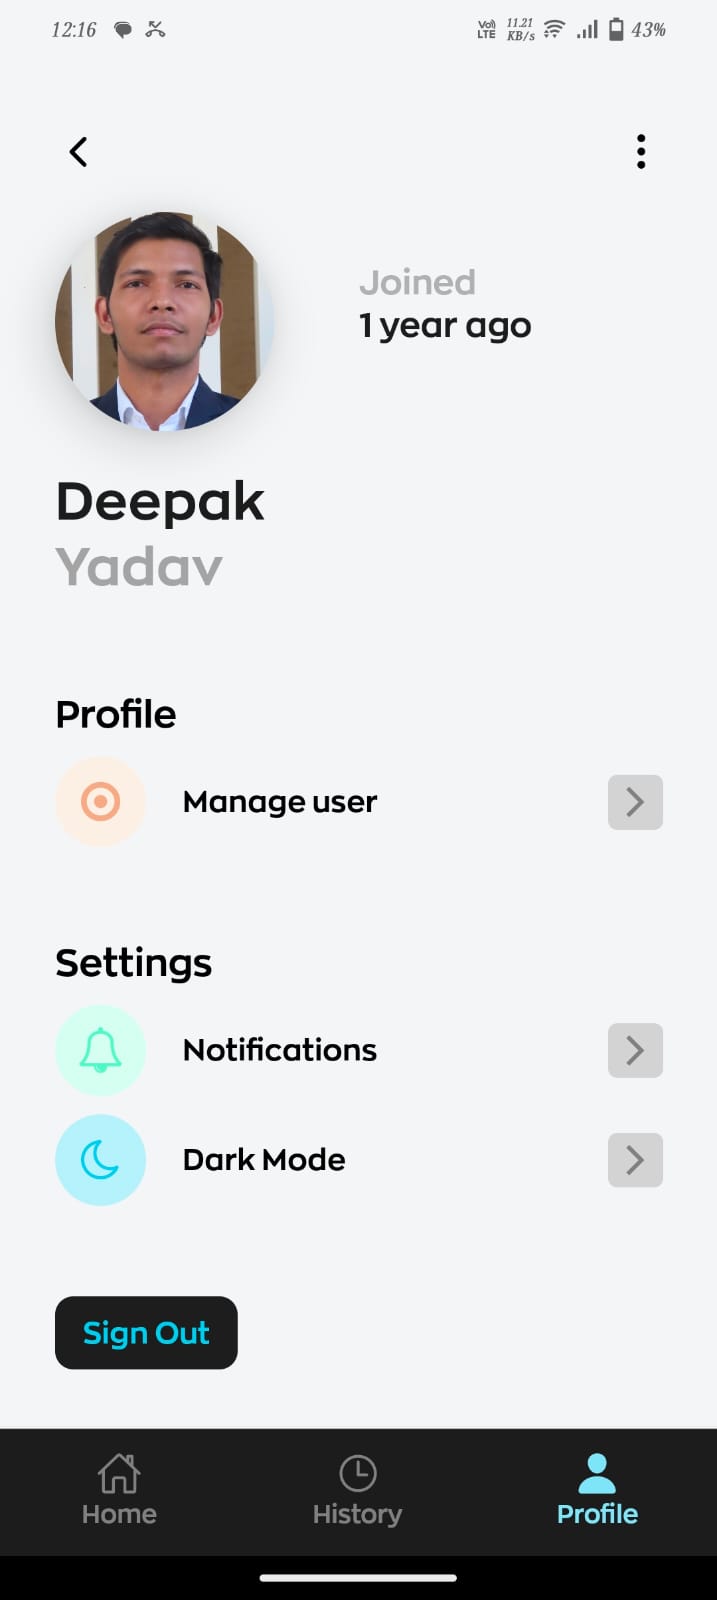 12:16
Vo)) LTE 11.21 KB/s 43%
Joined
1 year ago
Deepak
Yadav
Profile
Manage user
Settings
Notifications
Dark Mode
Sign Out
Home History Profile